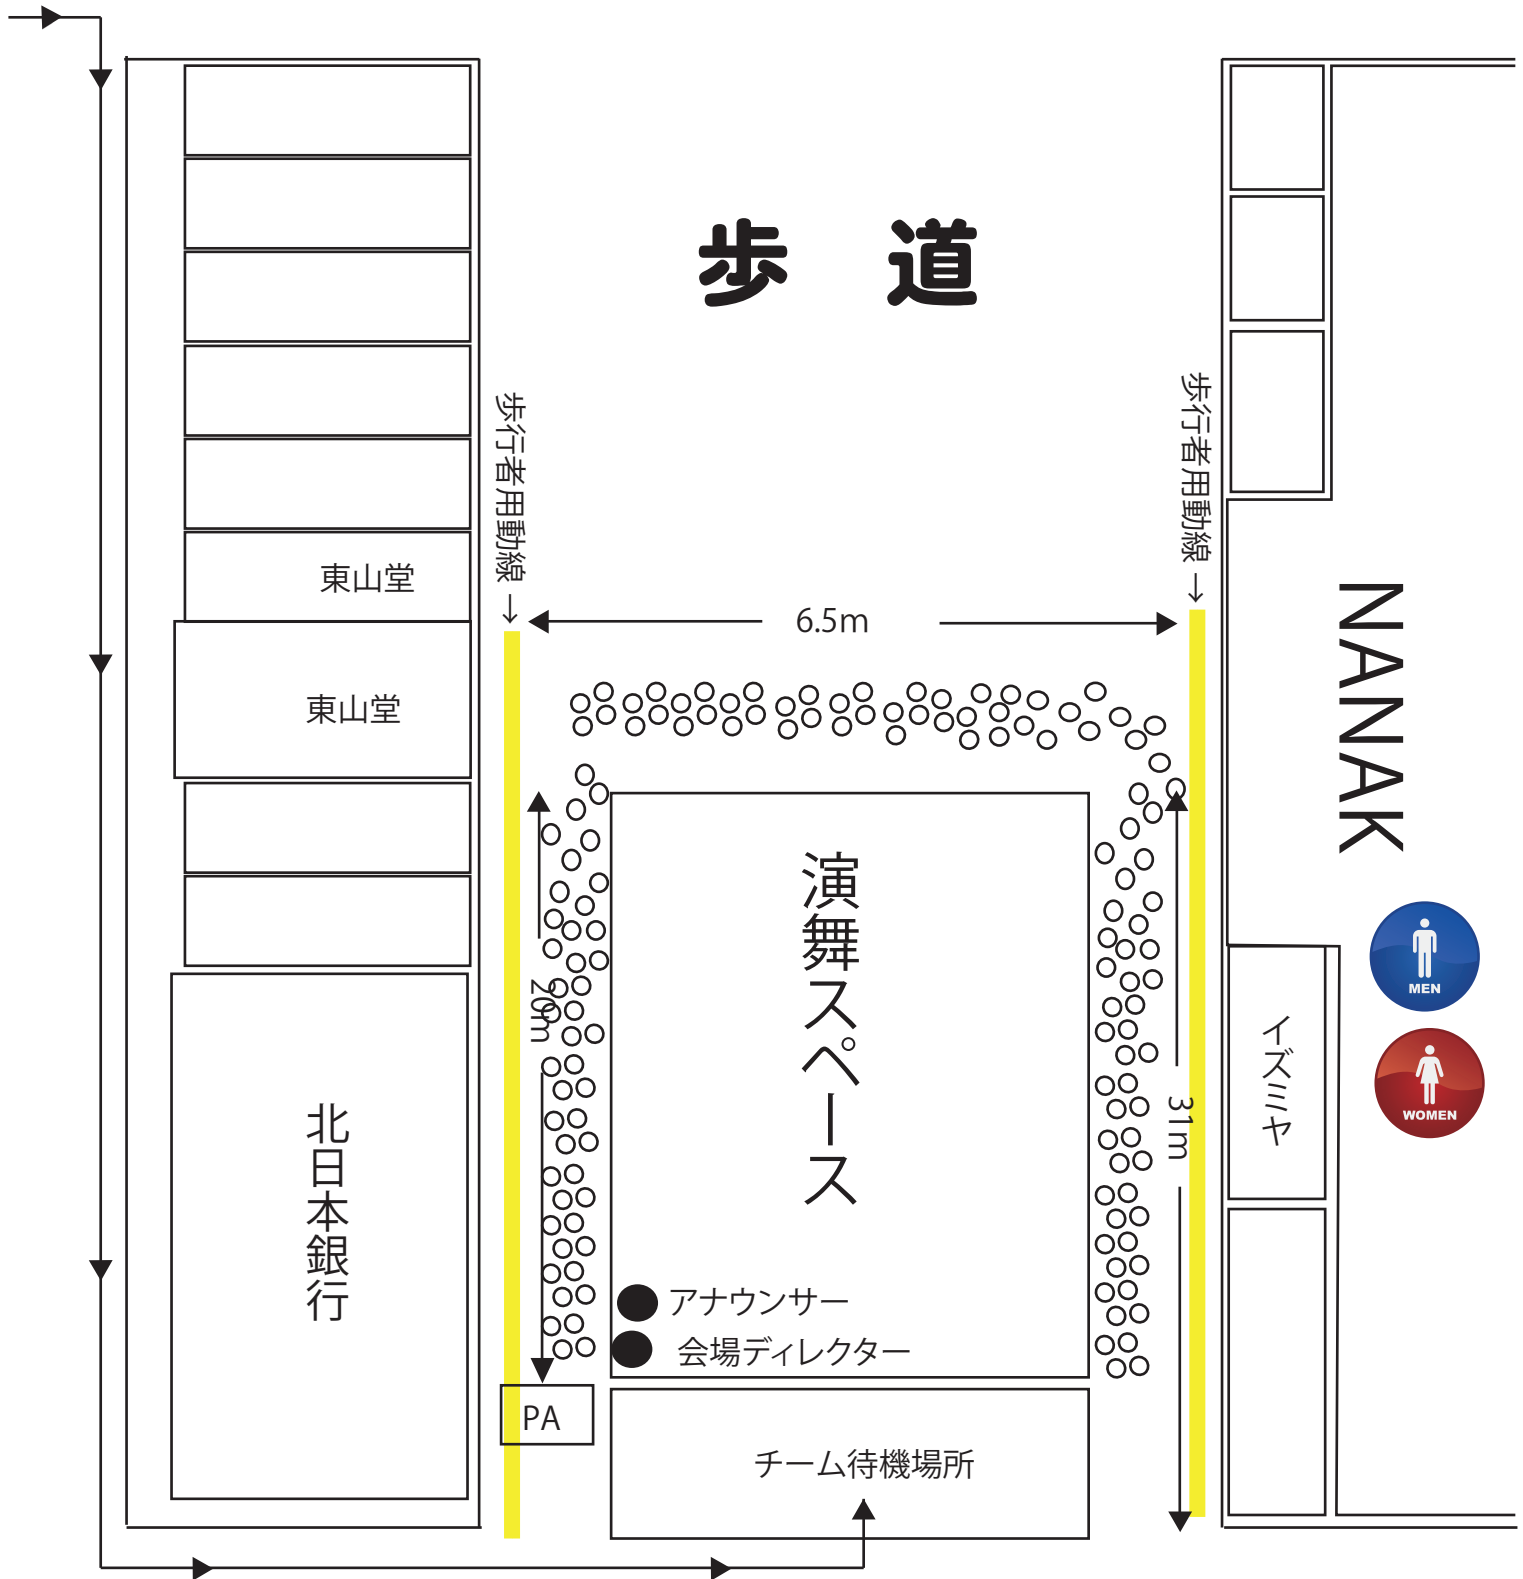 歩 道
歩行者用動線→
歩行者用動線→
6.5m
東山堂
東山堂
NANAK
演舞スペース
20m
31m
MEN
WOMEN
イズミヤ
北日本銀行
アナウンサー
会場ディレクター
PA
チーム待機場所